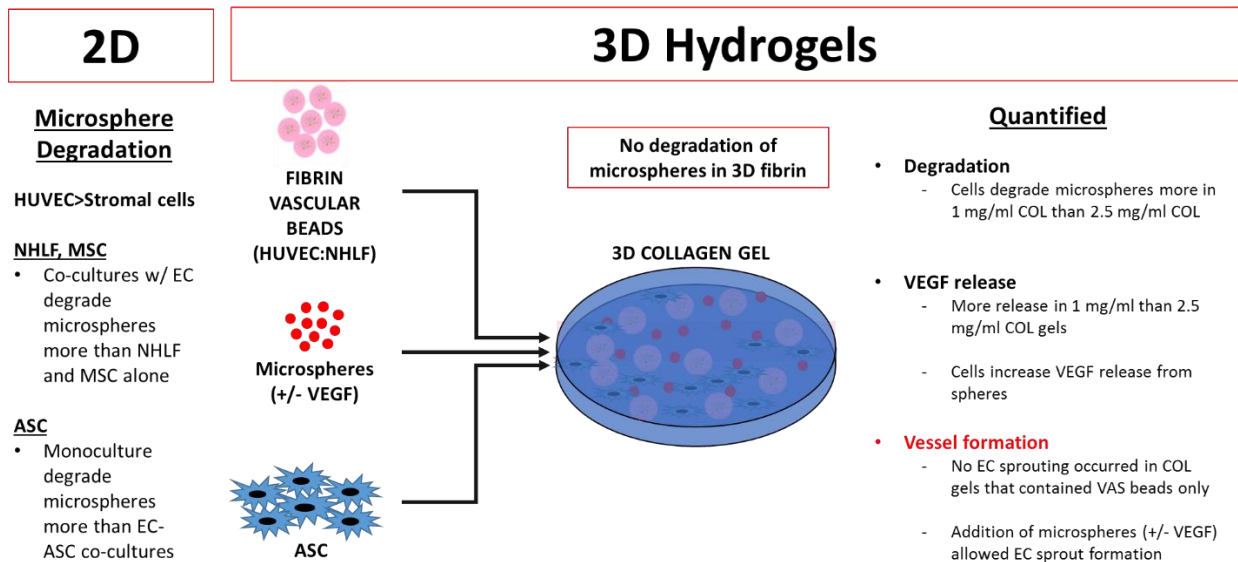 2D
3D Hydrogels
Microsphere
Degradation
HUVEC>Stromal cells
NHLF, MSC
• Co-cultures w/ EC
degrade
microspheres
more than NHLF
and MSC alone
ASC
• Monoculture
degrade
microspheres
more than EC-
ASC co-cultures
FIBRIN
VASCULAR
BEADS
(HUVEC:NHLF)
Microspheres
(+/- VEGF)
ASC
No degradation of
microspheres in 3D fibrin
3D COLLAGEN GEL
Quantified
• Degradation
- Cells degrade microspheres more in
1 mg/ml COL than 2.5 mg/ml COL
• VEGF release
- More release in 1 mg/ml than 2.5
mg/ml COL gels
- Cells increase VEGF release from
spheres
• Vessel formation
- No EC sprouting occurred in COL
gels that contained VAS beads only
- Addition of microspheres (+/- VEGF)
allowed EC sprout formation